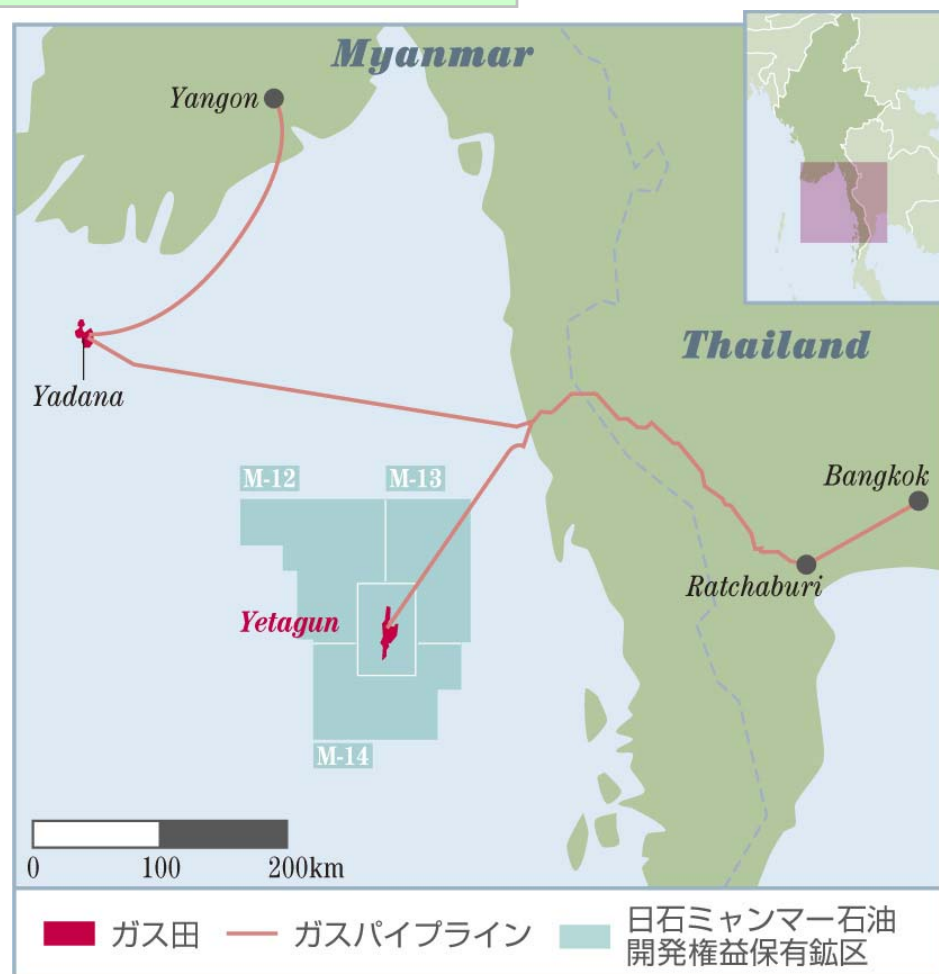 Myanmar
Yangon
Thailand
Yadana
M-12
M-13
Bangkok
Ratchaburi
Yetagun
M-14
0 100 200km
ガス田
ガスパイプライン
日石ミャンマー石油
開発権益保有鉱区